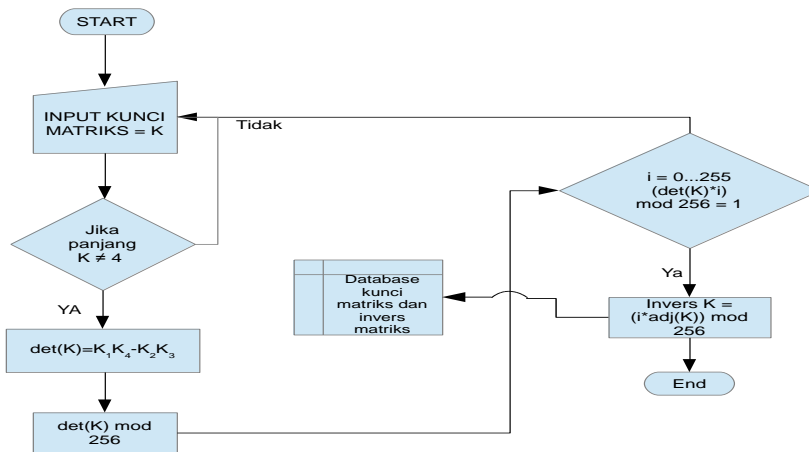 START
INPUT KUNCI
MATRIKS = K
Tidak
Jika
panjang
K ≠ 4
YA
det(K)=K₁K₄-K₂K₃
det(K) mod
256
i = 0...255
(det(K)*i)
mod 256 = 1
Ya
Database
kunci
matriks dan
invers
matriks
Invers K =
(i*adj(K)) mod
256
End